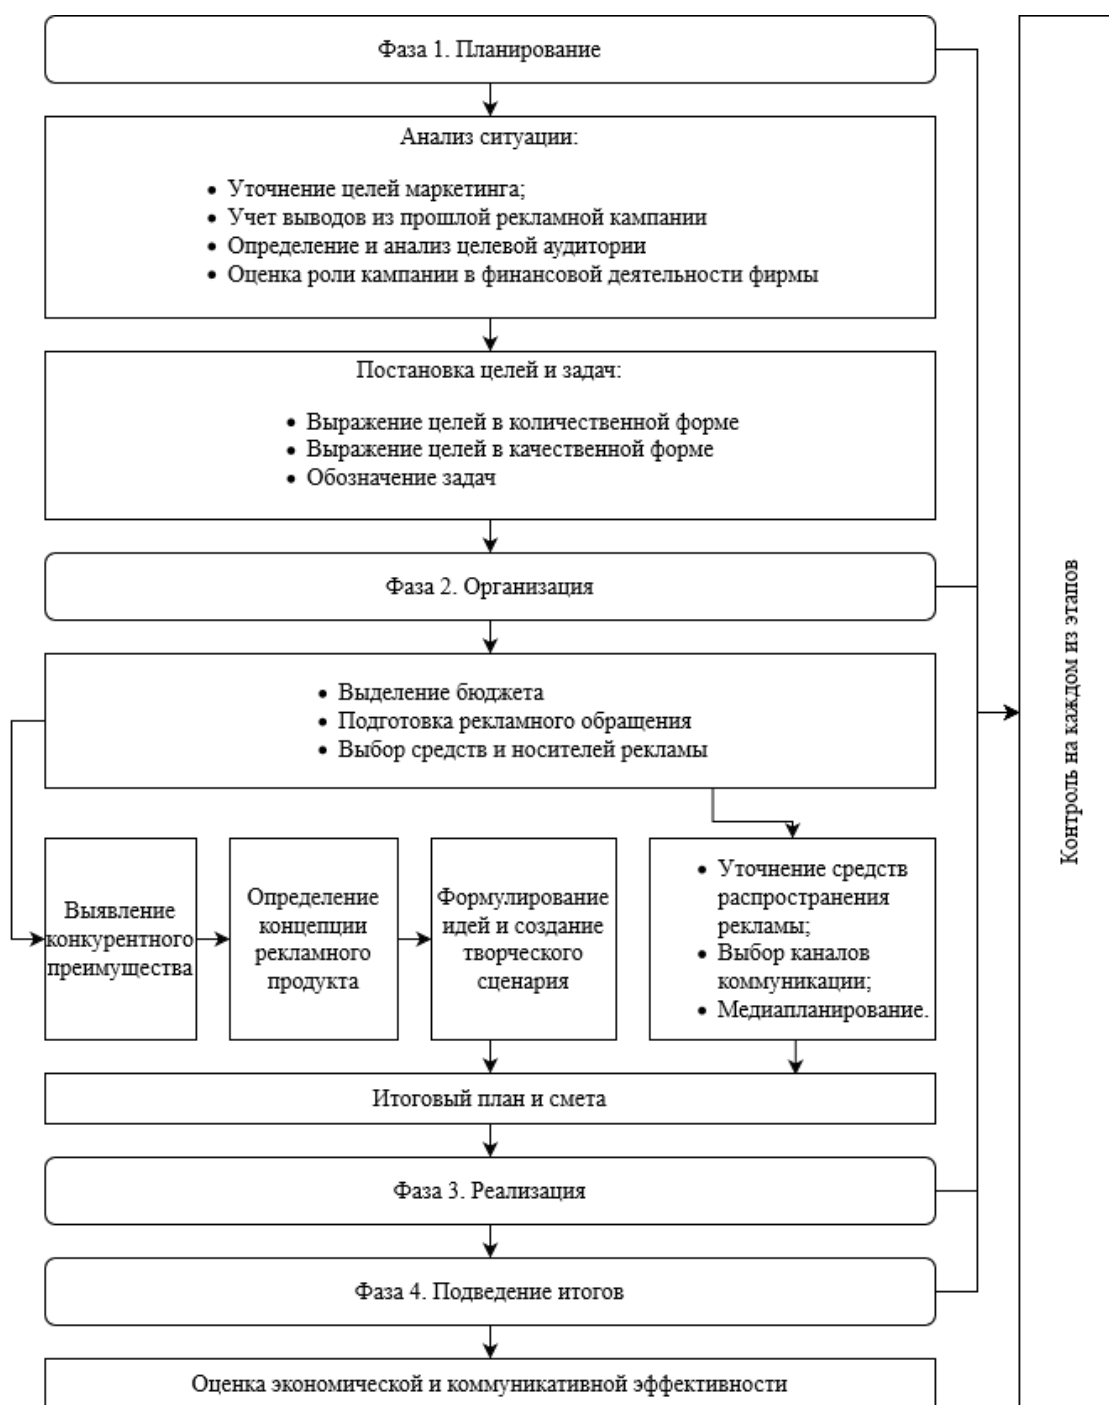 Фаза 1. Планирование
Анализ ситуации:
• Уточнение целей маркетинга;
• Учет выводов из прошлой рекламной кампании
• Определение и анализ целевой аудитории
• Оценка роли кампании в финансовой деятельности фирмы
Постановка целей и задач:
• Выражение целей в количественной форме
• Выражение целей в качественной форме
• Обозначение задач
Фаза 2. Организация
• Выделение бюджета
• Подготовка рекламного обращения
• Выбор средств и носителей рекламы
Выявление
конкурентного
преимущества
Определение
концепции
рекламного
продукта
Формулирование
идей и создание
творческого
сценария
• Уточнение средств
распространения
рекламы;
• Выбор каналов
коммуникации;
• Медиапланирование.
Итоговый план и смета
Фаза 3. Реализация
Фаза 4. Подведение итогов
Оценка экономической и коммуникативной эффективности
Контроль на каждом из этапов